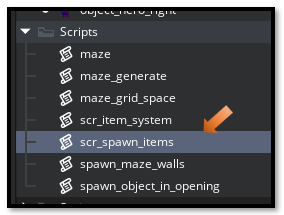 object_hero_right
Scripts
maze
maze_generate
maze_grid_space
scr_item_system
scr_spawn_items
spawn_maze_walls
spawn_object_in_opening